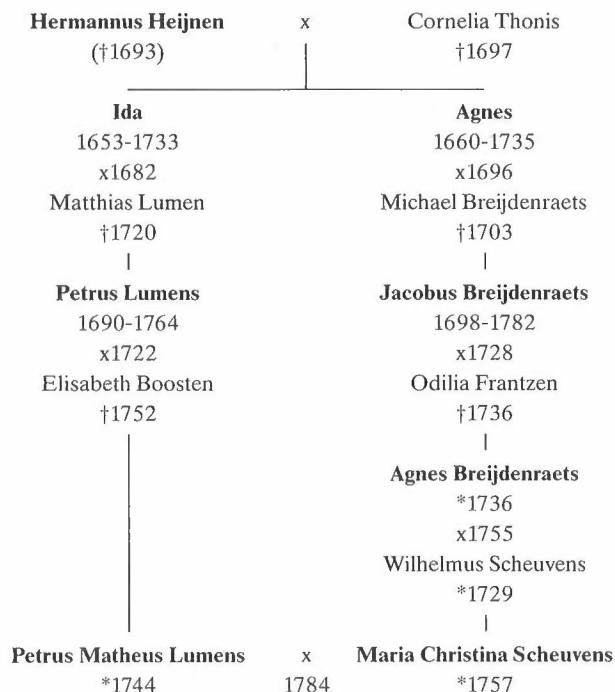 Hermannus Heijnen x Cornelia Thonis
(†1693) †1697
Ida Agnes
1653-1733 1660-1735
x1682 x1696
Matthias Lumen Michael Breijdenraets
†1720 †1703
Petrus Lumens Jacobus Breijdenraets
1690-1764 1698-1782
x1722 x1728
Elisabeth Boosten Odilia Frantzen
†1752 †1736
Agnes Breijdenraets
*1736
x1755
Wilhelmus Scheuvens
*1729
Petrus Matheus Lumens x Maria Christina Scheuvens
*1744 1784 *1757